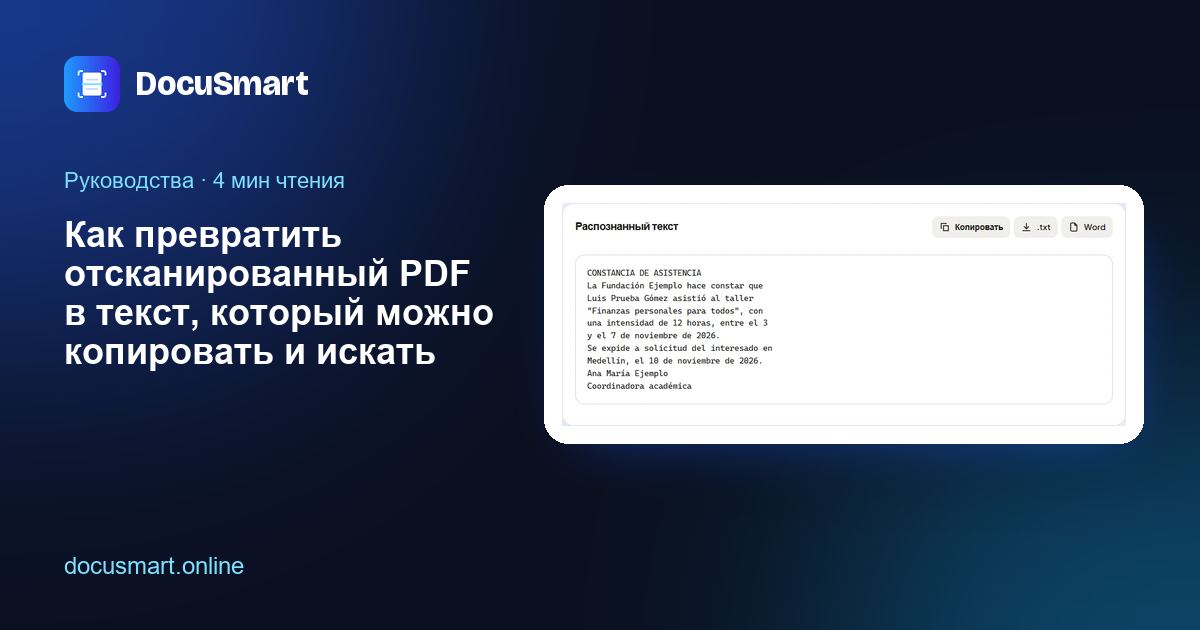 DocuSmart
Руководства · 4 мин чтения
Как превратить
отсканированный PDF
в текст, который можно
копировать и искать
docusmart.online
Распознанный текст
Копировать
.txt
Word
CONSTANCIA DE ASISTENCIA
La Fundación Ejemplo hace constar que
Luis Prueba Gómez asistió al taller
"Finanzas personales para todos", con
una intensidad de 12 horas, entre el 3
y el 7 de noviembre de 2026.
Se expide a solicitud del interesado en
Medellín, el 10 de noviembre de 2026.
Ana María Ejemplo
Coordinadora académica